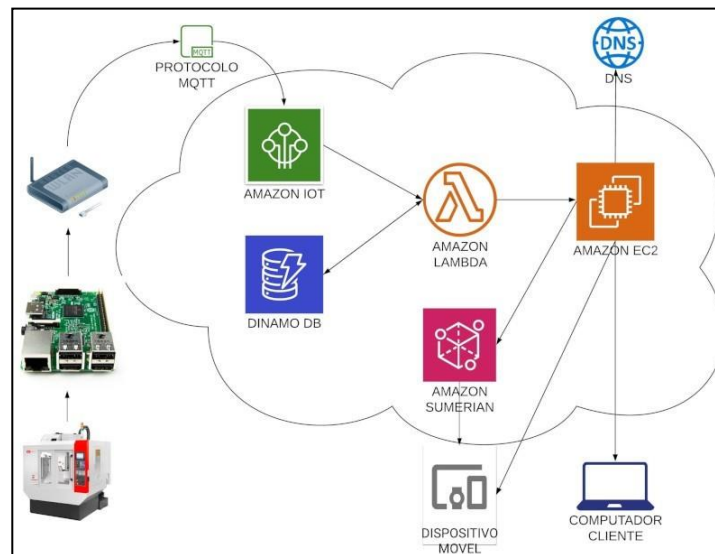 MQTT
PROTOCOLO
MQTT
DNS
DNS
WLAN
AMAZON IOT
AMAZON
LAMBDA
AMAZON EC2
DINAMO DB
AMAZON
SUMERIAN
DISPOSITIVO
MOVEL
COMPUTADOR
CLIENTE